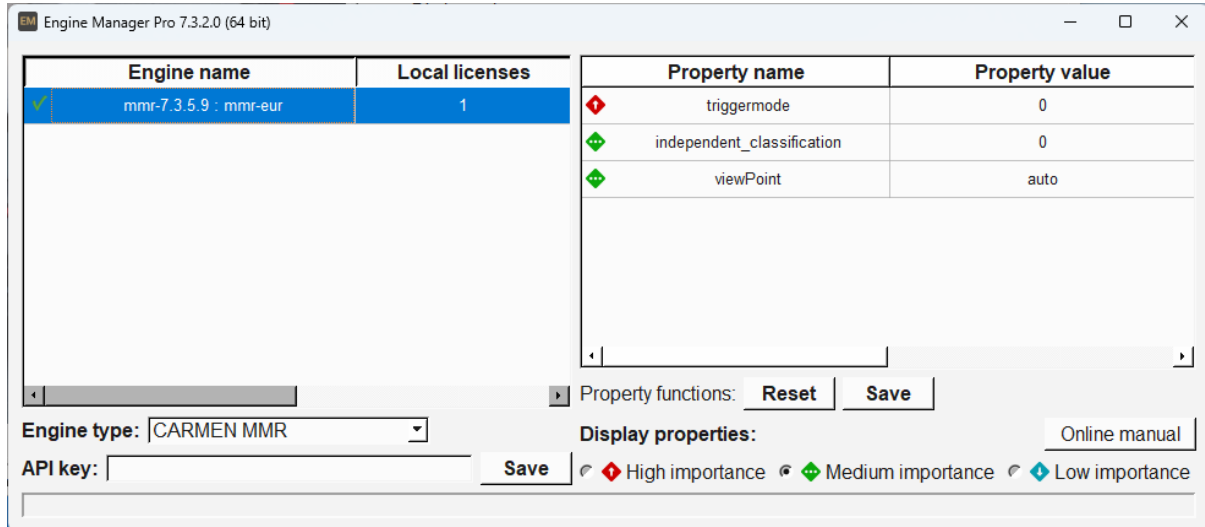 EM Engine Manager Pro 7.3.2.0 (64 bit)
Engine name Local licenses
mmr-7.3.5.9 : mmr-eur 1
Property name Property value
triggermode 0
independent_classification 0
viewPoint auto
Property functions: Reset Save
Engine type: CARMEN MMR
Display properties: Online manual
API key: Save
High importance Medium importance Low importance